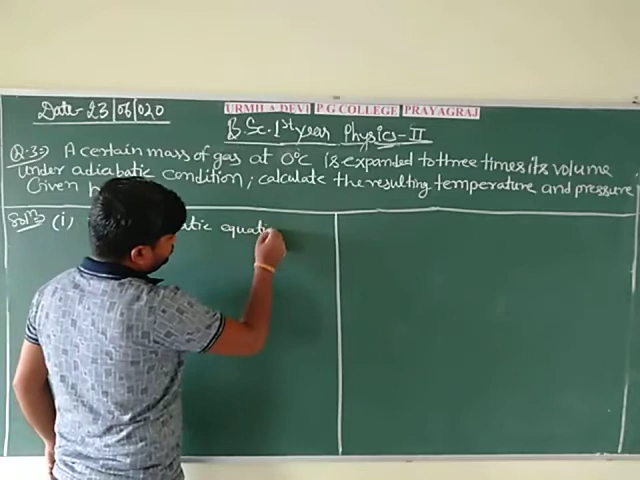 Date- 23/06/020
URMILA DEVI P G COLLEGE PRAYAGRAJ
B.Sc. 1st year Physics-II
Q.3:- A certain mass of gas at 0°C is expanded to three times its volume
under adiabatic condition; calculate the resulting temperature and pressure
Given
Soln (i) atic equati